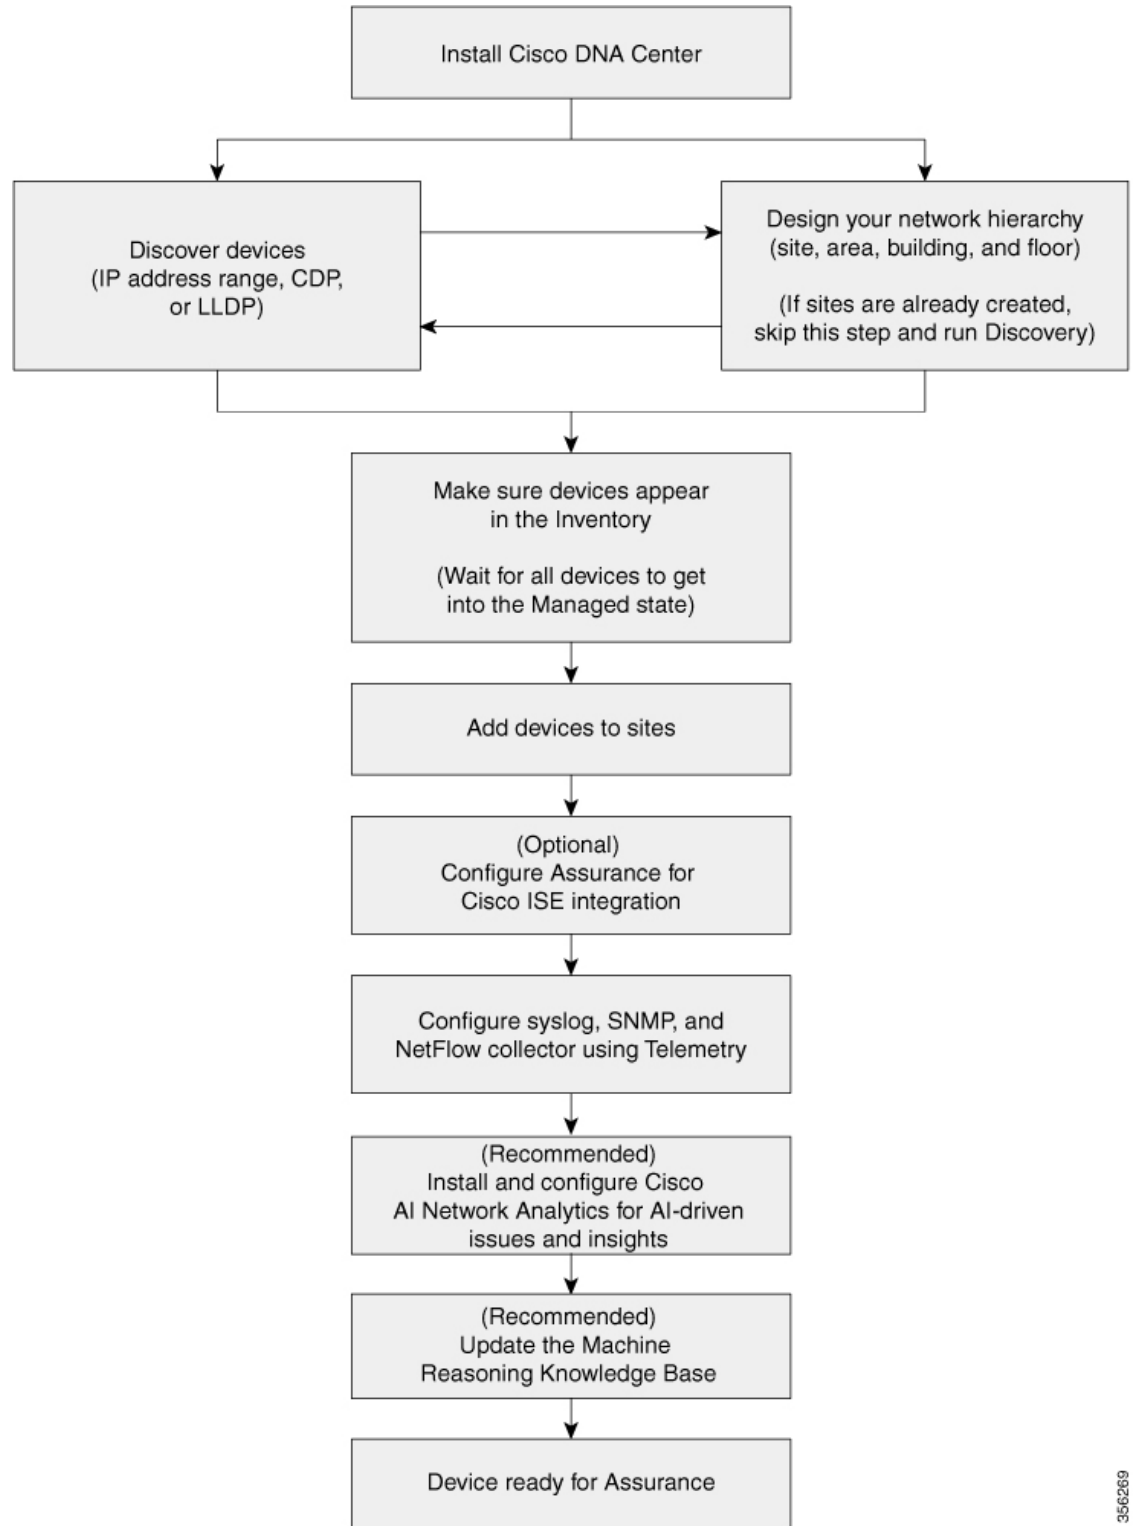 Install Cisco DNA Center
Discover devices
(IP address range, CDP,
or LLDP)
Design your network hierarchy
(site, area, building, and floor)
(If sites are already created,
skip this step and run Discovery)
Make sure devices appear
in the Inventory
(Wait for all devices to get
into the Managed state)
Add devices to sites
(Optional)
Configure Assurance for
Cisco ISE integration
Configure syslog, SNMP, and
NetFlow collector using Telemetry
(Recommended)
Install and configure Cisco
AI Network Analytics for AI-driven
issues and insights
(Recommended)
Update the Machine
Reasoning Knowledge Base
Device ready for Assurance
356269